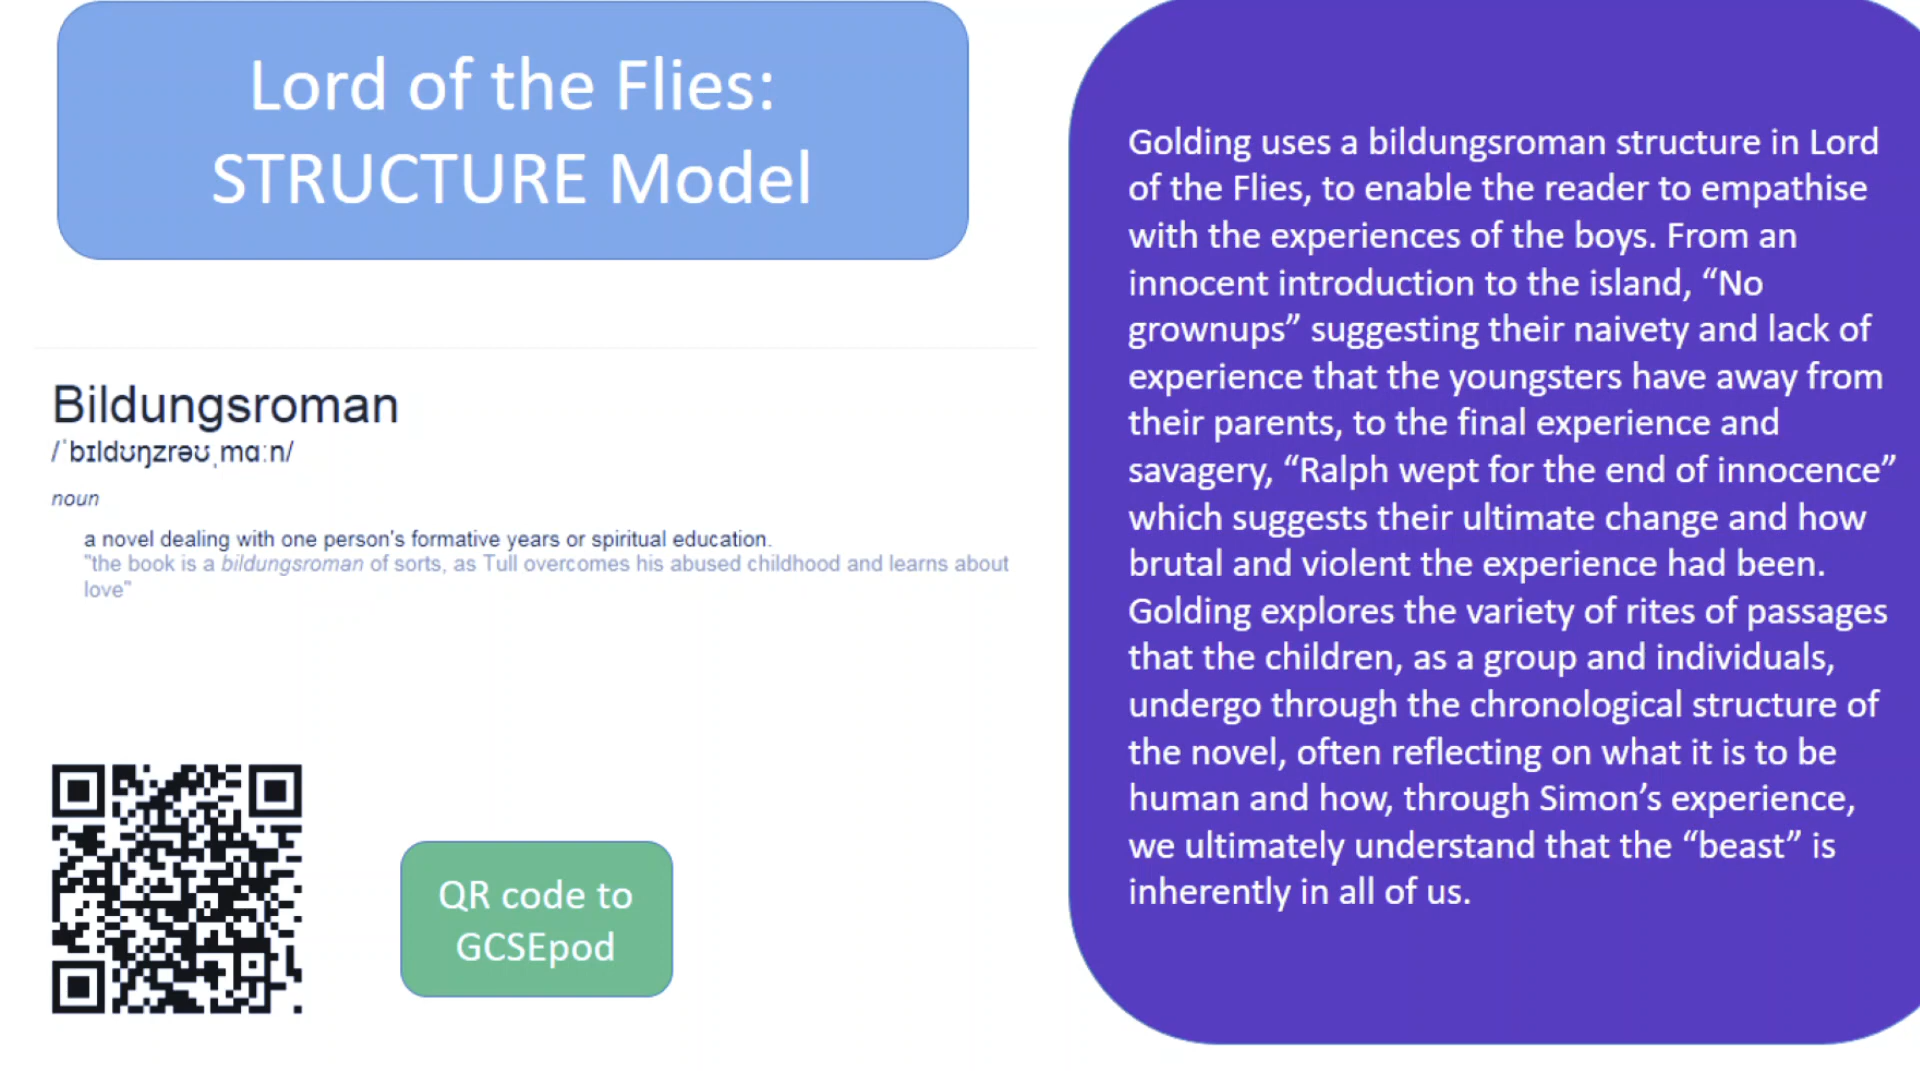 Lord of the Flies:
STRUCTURE Model
Bildungsroman
/ˈbɪldʊŋzrəʊˌmɑːn/
noun
a novel dealing with one person's formative years or spiritual education.
"the book is a bildungsroman of sorts, as Tull overcomes his abused childhood and learns about
love"
QR code to
GCSEpod
Golding uses a bildungsroman structure in Lord
of the Flies, to enable the reader to empathise
with the experiences of the boys. From an
innocent introduction to the island, “No
grownups” suggesting their naivety and lack of
experience that the youngsters have away from
their parents, to the final experience and
savagery, “Ralph wept for the end of innocence”
which suggests their ultimate change and how
brutal and violent the experience had been.
Golding explores the variety of rites of passages
that the children, as a group and individuals,
undergo through the chronological structure of
the novel, often reflecting on what it is to be
human and how, through Simon’s experience,
we ultimately understand that the “beast” is
inherently in all of us.